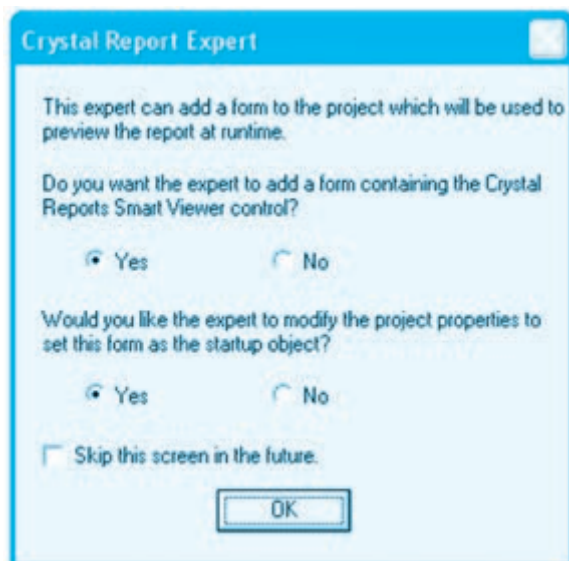 Crystal Report Expert
This expert can add a form to the project which will be used to
preview the report at runtime.
Do you want the expert to add a form containing the Crystal
Reports Smart Viewer control?
Yes No
Would you like the expert to modify the project properties to
set this form as the startup object?
Yes No
Skip this screen in the future.
OK